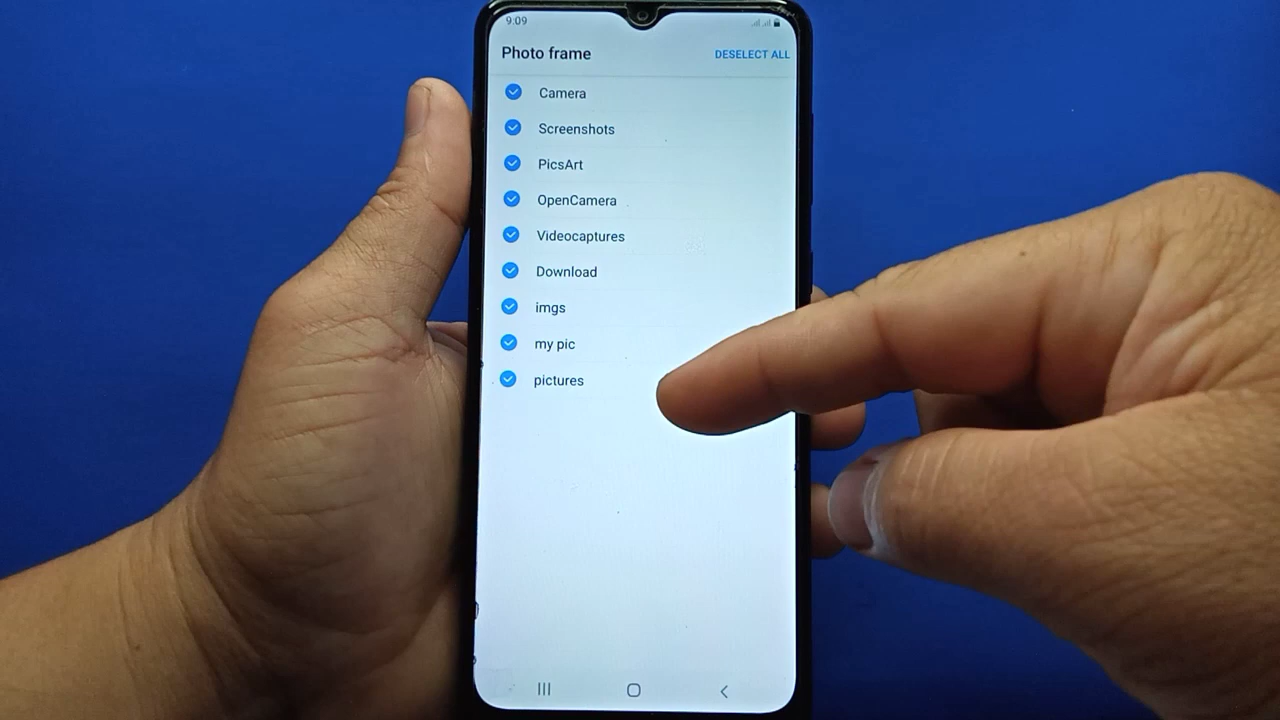 9:09
Photo frame DESELECT ALL
Camera
Screenshots
PicsArt
OpenCamera
Videocaptures
Download
imgs
my pic
pictures